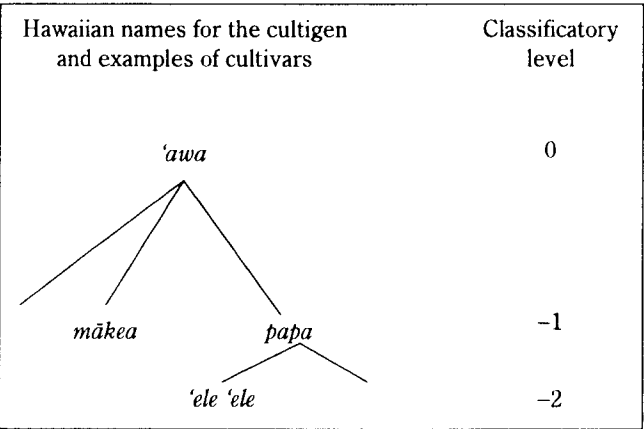 Hawaiian names for the cultigen
and examples of cultivars
Classificatory
level
‘awa 0
mākea papa −1
‘ele ‘ele −2